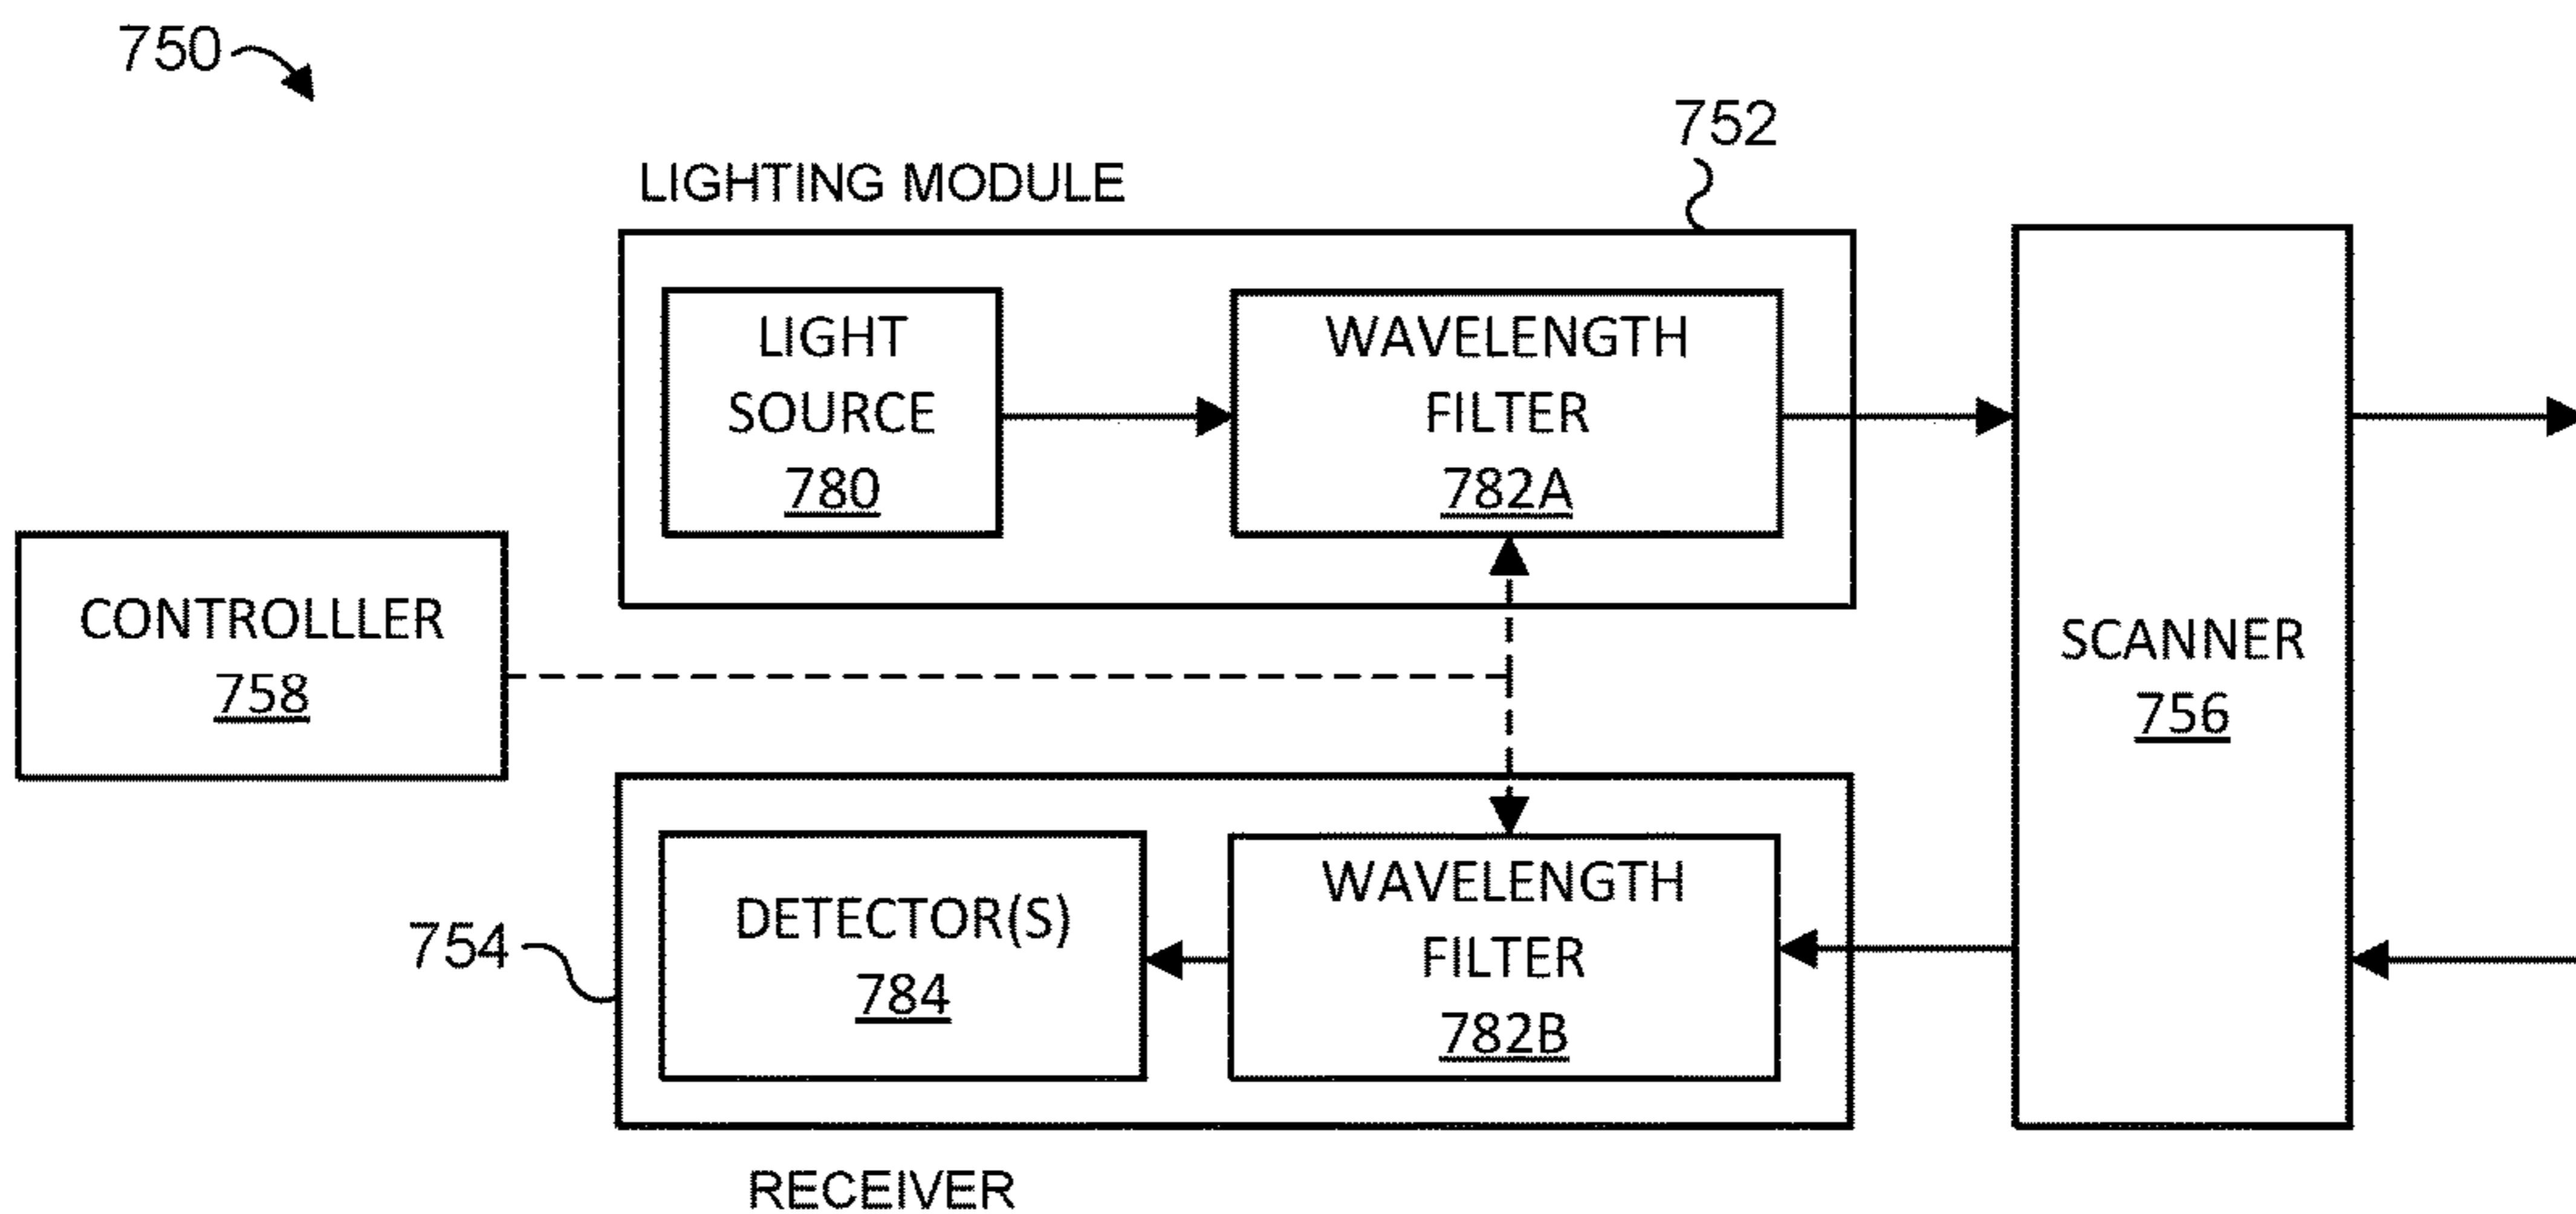 750
752
LIGHTING MODULE
LIGHT
SOURCE
780
WAVELENGTH
FILTER
782A
CONTROLLLER
758
SCANNER
756
754
DETECTOR(S)
784
WAVELENGTH
FILTER
782B
RECEIVER